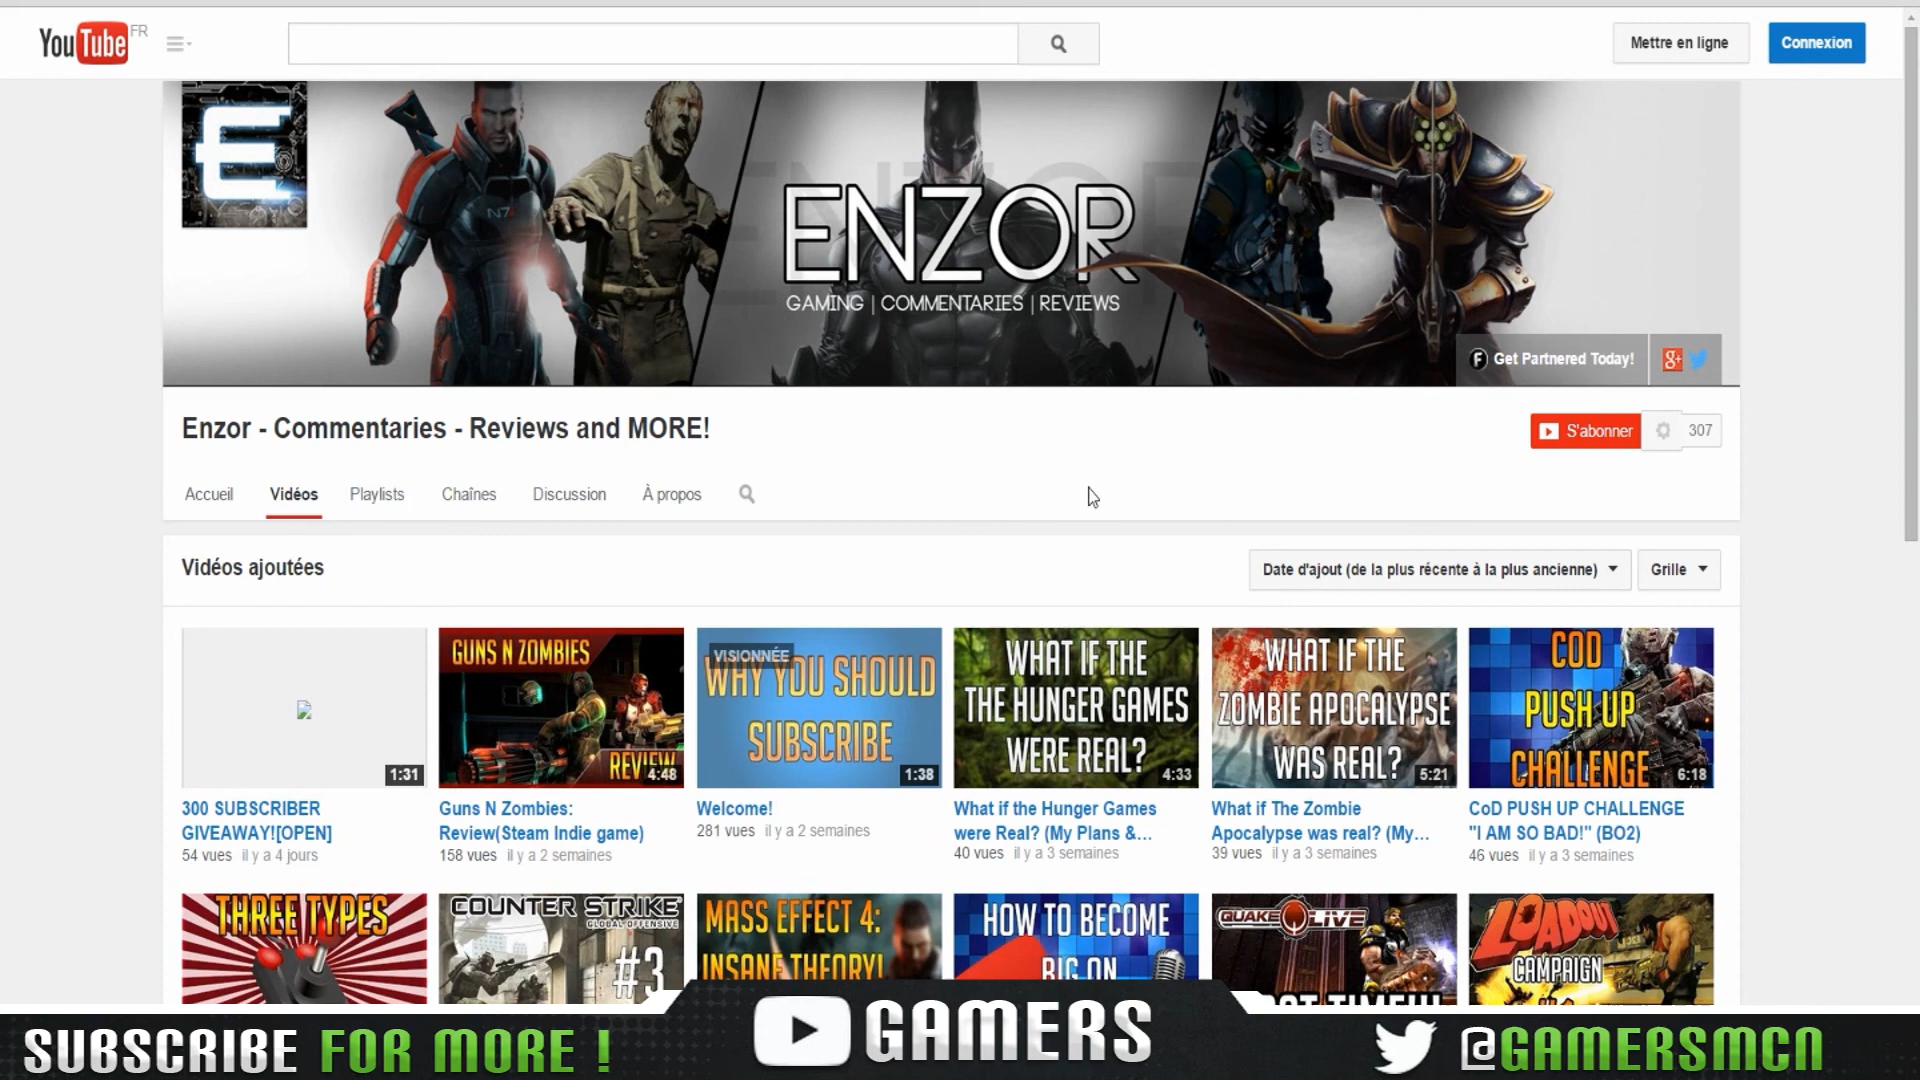 YouTube FR
Mettre en ligne
Connexion
E
N7
ENZOR
GAMING | COMMENTARIES | REVIEWS
Get Partnered Today!
g+
Enzor - Commentaries - Reviews and MORE!
S'abonner
307
Accueil
Vidéos
Playlists
Chaînes
Discussion
À propos
Vidéos ajoutées
Date d'ajout (de la plus récente à la plus ancienne)
Grille
1:31
300 SUBSCRIBER
GIVEAWAY![OPEN]
54 vues il y a 4 jours
GUNS N ZOMBIES
REVIEW
4:48
Guns N Zombies:
Review(Steam Indie game)
158 vues il y a 2 semaines
VISIONNÉE
WHY YOU SHOULD
SUBSCRIBE
1:38
Welcome!
281 vues il y a 2 semaines
WHAT IF THE
THE HUNGER GAMES
WERE REAL?
4:33
What if the Hunger Games
were Real? (My Plans &...
40 vues il y a 3 semaines
WHAT IF THE
ZOMBIE APOCALYPSE
WAS REAL?
5:21
What if The Zombie
Apocalypse was real? (My...
39 vues il y a 3 semaines
COD
PUSH UP
CHALLENGE
6:18
CoD PUSH UP CHALLENGE
"I AM SO BAD!" (BO2)
46 vues il y a 3 semaines
THREE TYPES
COUNTER STRIKE
GLOBAL OFFENSIVE
#3
MASS EFFECT 4:
INSANE THEORY!
HOW TO BECOME
BIG ON
QUAKE LIVE
LOADOUT
CAMPAIGN
SUBSCRIBE FOR MORE !
GAMERS
@GAMERSMCN